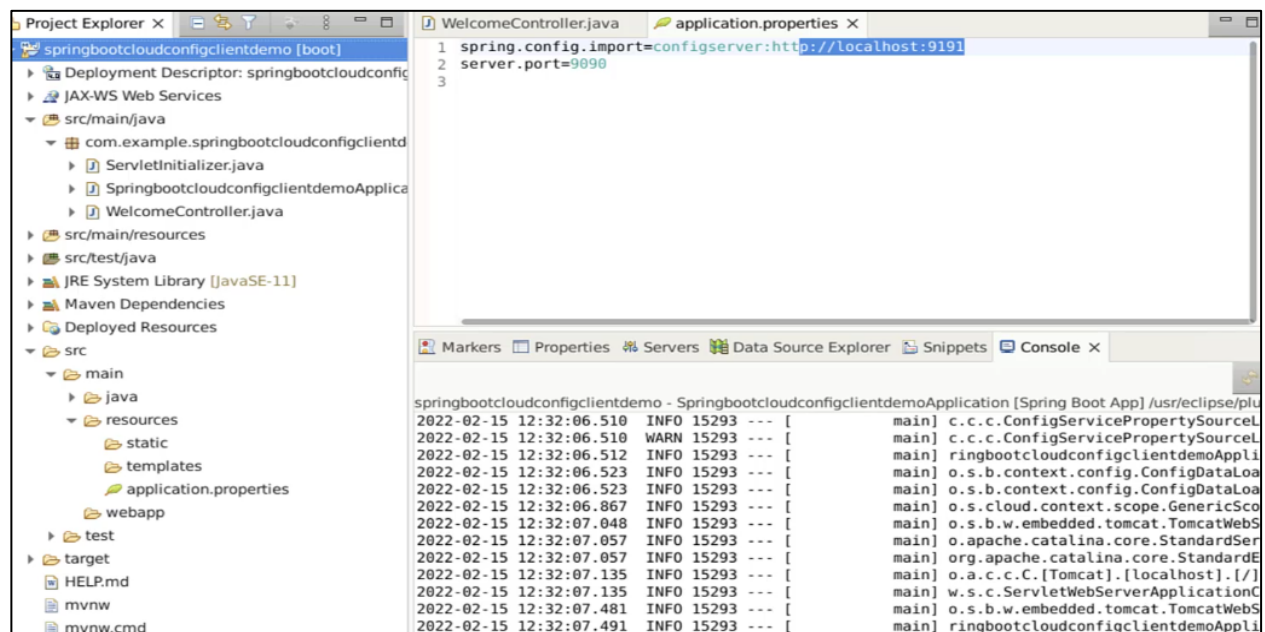 Project Explorer
springbootcloudconfigclientdemo [boot]
Deployment Descriptor: springbootcloudconfig
JAX-WS Web Services
src/main/java
com.example.springbootcloudconfigclientd
ServletInitializer.java
SpringbootcloudconfigclientdemoApplica
WelcomeController.java
src/main/resources
src/test/java
JRE System Library [JavaSE-11]
Maven Dependencies
Deployed Resources
src
main
java
resources
static
templates
application.properties
webapp
test
target
HELP.md
mvnw
mvnw.cmd
WelcomeController.java application.properties
1 spring.config.import=configserver:http://localhost:9191
2 server.port=9090
3
Markers Properties Servers Data Source Explorer Snippets Console
springbootcloudconfigclientdemo - SpringbootcloudconfigclientdemoApplication [Spring Boot App] /usr/eclipse/plu
2022-02-15 12:32:06.510 INFO 15293 --- [ main] c.c.c.ConfigServicePropertySourceL
2022-02-15 12:32:06.510 WARN 15293 --- [ main] c.c.c.ConfigServicePropertySourceL
2022-02-15 12:32:06.512 INFO 15293 --- [ main] ringbootcloudconfigclientdemoAppli
2022-02-15 12:32:06.523 INFO 15293 --- [ main] o.s.b.context.config.ConfigDataLoa
2022-02-15 12:32:06.523 INFO 15293 --- [ main] o.s.b.context.config.ConfigDataLoa
2022-02-15 12:32:06.867 INFO 15293 --- [ main] o.s.cloud.context.scope.GenericSco
2022-02-15 12:32:07.048 INFO 15293 --- [ main] o.s.b.w.embedded.tomcat.TomcatWebS
2022-02-15 12:32:07.057 INFO 15293 --- [ main] o.apache.catalina.core.StandardSer
2022-02-15 12:32:07.057 INFO 15293 --- [ main] org.apache.catalina.core.StandardE
2022-02-15 12:32:07.135 INFO 15293 --- [ main] o.a.c.c.C.[Tomcat].[localhost].[/]
2022-02-15 12:32:07.135 INFO 15293 --- [ main] w.s.c.ServletWebServerApplicationC
2022-02-15 12:32:07.481 INFO 15293 --- [ main] o.s.b.w.embedded.tomcat.TomcatWebS
2022-02-15 12:32:07.491 INFO 15293 --- [ main] ringbootcloudconfigclientdemoAppli